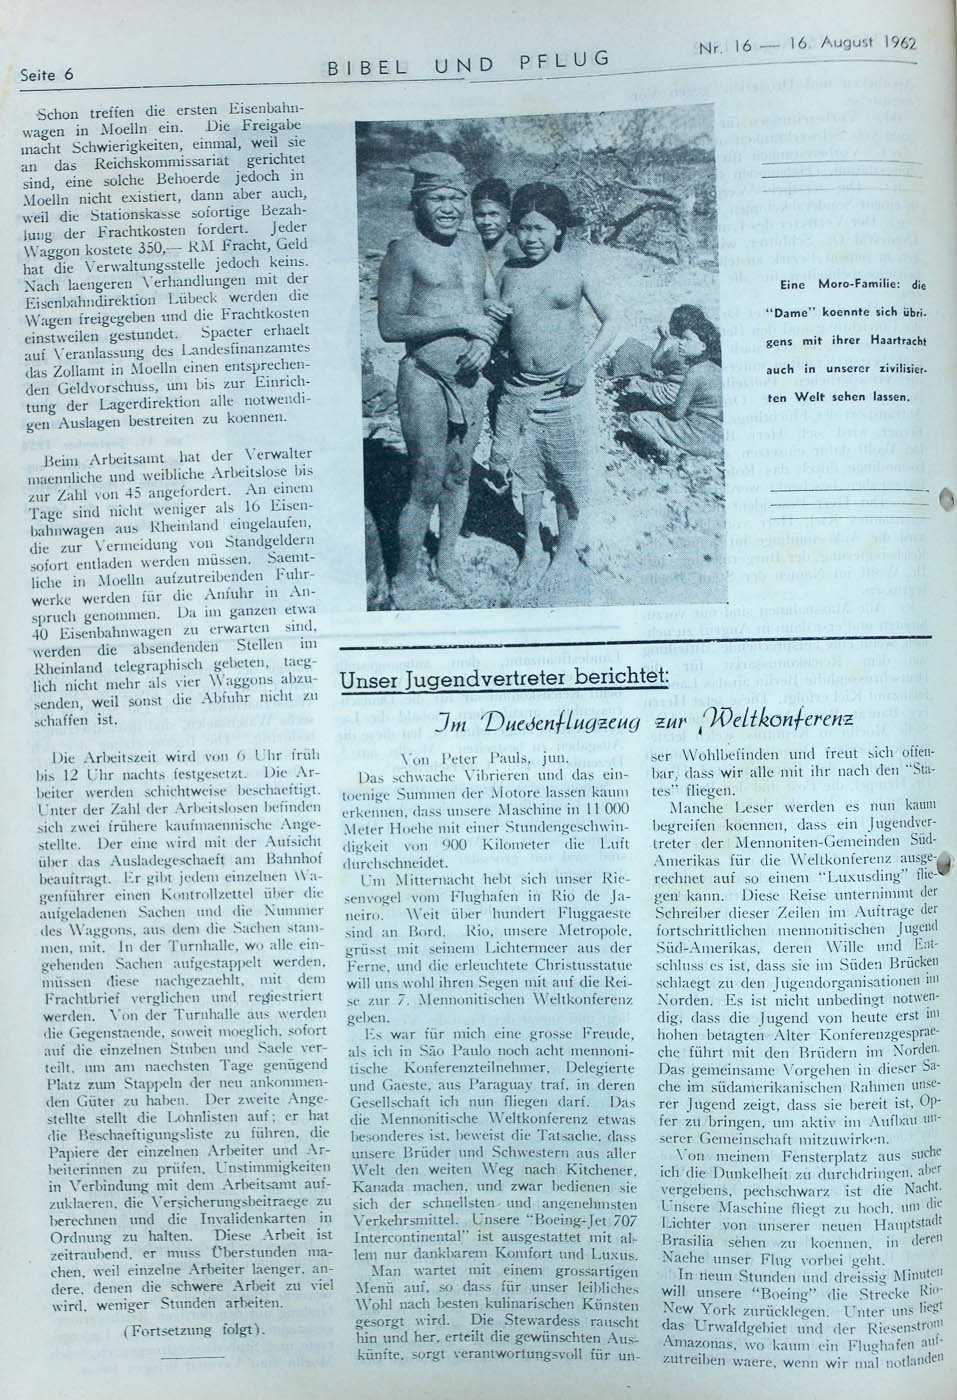 Seite 6
BIBEL UND PFLUG
Nr. 16 — 16. August 1962
Schon treffen die ersten Eisenbahn-
wagen in Moelln ein. Die Freigabe
macht Schwierigkeiten, einmal, weil sie
an das Reichskommissariat gerichtet
sind, eine solche Behoerde jedoch in
Moelln nicht existiert, dann aber auch,
weil die Stationskasse sofortige Bezah-
lung der Frachtkosten fordert. Jeder
Waggon kostete 350,— RM Fracht, Geld
hat die Verwaltungsstelle jedoch keins.
Nach laengeren Verhandlungen mit der
Eisenbahndirektion Lübeck werden die
Wagen freigegeben und die Frachtkosten
einstweilen gestundet. Spaeter erhaelt
auf Veranlassung des Landesfinanzamtes
das Zollamt in Moelln einen entsprechen-
den Geldvorschuss, um bis zur Einrich-
tung der Lagerdirektion alle notwendi-
gen Auslagen bestreiten zu koennen.
Beim Arbeitsamt hat der Verwalter
maennliche und weibliche Arbeitslose bis
zur Zahl von 45 angefordert. An einem
Tage sind nicht weniger als 16 Eisen-
bahnwagen aus Rheinland eingelaufen,
die zur Vermeidung von Standgeldern
sofort entladen werden müssen. Saemt-
liche in Moelln aufzutreibenden Fuhr-
werke werden für die Anfuhr in An-
spruch genommen. Da im ganzen etwa
40 Eisenbahnwagen zu erwarten sind,
werden die absendenden Stellen im
Rheinland telegraphisch gebeten, taeg-
lich nicht mehr als vier Waggons abzu-
senden, weil sonst die Abfuhr nicht zu
schaffen ist.
Die Arbeitszeit wird von 6 Uhr früh
bis 12 Uhr nachts festgesetzt. Die Ar-
beiter werden schichtweise beschaeftigt.
Unter der Zahl der Arbeitslosen befinden
sich zwei frühere kaufmaennische Ange-
stellte. Der eine wird mit der Aufsicht
über das Ausladegeschaeft am Bahnhof
beauftragt. Er gibt jedem einzelnen Wa-
genführer einen Kontrollzettel über die
aufgeladenen Sachen und die Nummer
des Waggons, aus dem die Sachen stam-
men, mit. In der Turnhalle, wo alle ein-
gehenden Sachen aufgestappelt werden,
müssen diese nachgezaehlt, mit dem
Frachtbrief verglichen und registriert
werden. Von der Turnhalle aus werden
die Gegenstaende, soweit moeglich, sofort
auf die einzelnen Stuben und Saele ver-
teilt, um am naechsten Tage genügend
Platz zum Stappeln der neu ankommen-
den Güter zu haben. Der zweite Ange-
stellte stellt die Lohnlisten auf; er hat
die Beschaeftigungsliste zu führen, die
Papiere der einzelnen Arbeiter und Ar-
beiterinnen zu prüfen, Unstimmigkeiten
in Verbindung mit dem Arbeitsamt auf-
zuklaeren, die Versicherungsbeitraege zu
berechnen und die Invalidenkarten in
Ordnung zu halten. Diese Arbeit ist
zeitraubend, er muss Überstunden ma-
chen, weil einzelne Arbeiter laenger, an-
dere, denen die schwere Arbeit zu viel
wird, weniger Stunden arbeiten.
(Fortsetzung folgt).
Eine Moro-Familie: die
"Dame" koennte sich übri-
gens mit ihrer Haartracht
auch in unserer zivilisier-
ten Welt sehen lassen.
Unser Jugendvertreter berichtet:
Im Duesenflugzeug zur Weltkonferenz
Von Peter Pauls, jun.
Das schwache Vibrieren und das ein-
toenige Summen der Motore lassen kaum
erkennen, dass unsere Maschine in 11 000
Meter Hoehe mit einer Stundengeschwin-
digkeit von 900 Kilometer die Luft
durchschneidet.
Um Mitternacht hebt sich unser Rie-
senvogel vom Flughafen in Rio de Ja-
neiro. Weit über hundert Fluggaeste
sind an Bord. Rio, unsere Metropole,
grüsst mit seinem Lichtermeer aus der
Ferne, und die erleuchtete Christusstatue
will uns wohl ihren Segen mit auf die Rei-
se zur 7. Mennonitischen Weltkonferenz
geben.
Es war für mich eine grosse Freude,
als ich in São Paulo noch acht mennoni-
tische Konferenzteilnehmer, Delegierte
und Gaeste, aus Paraguay traf, in deren
Gesellschaft ich nun fliegen darf. Das
die Mennonitische Weltkonferenz etwas
besonderes ist, beweist die Tatsache, dass
unsere Brüder und Schwestern aus aller
Welt den weiten Weg nach Kitchener,
Kanada machen, und zwar bedienen sie
sich der schnellsten und angenehmsten
Verkehrsmittel. Unsere "Boeing-Jet 707
Intercontinental" ist ausgestattet mit al-
lem nur dankbarem Komfort und Luxus.
Man wartet mit einem grossartigen
Menü auf, so dass für unser leibliches
Wohl nach besten kulinarischen Künsten
gesorgt wird. Die Stewardess rauscht
hin und her, erteilt die gewünschten Aus-
künfte, sorgt verantwortungsvoll für un-
ser Wohlbefinden und freut sich offen-
bar, dass wir alle mit ihr nach den "Sta-
tes" fliegen.
Manche Leser werden es nun kaum
begreifen koennen, dass ein Jugendver-
treter der Mennoniten-Gemeinden Süd-
Amerikas für die Weltkonferenz ausge-
rechnet auf so einem "Luxusding" flie-
gen kann. Diese Reise unternimmt der
Schreiber dieser Zeilen im Auftrage der
fortschrittlichen mennonitischen Jugend
Süd-Amerikas, deren Wille und Ent-
schluss es ist, dass sie im Süden Brücken
schlaegt zu den Jugendorganisationen im
Norden. Es ist nicht unbedingt notwen-
dig, dass die Jugend von heute erst im
hohen betagten Alter Konferenzgesprae-
che führt mit den Brüdern im Norden.
Das gemeinsame Vorgehen in dieser Sa-
che im südamerikanischen Rahmen unse-
rer Jugend zeigt, dass sie bereit ist, Op-
fer zu bringen, um aktiv im Aufbau un-
serer Gemeinschaft mitzuwirken.
Von meinem Fensterplatz aus suche
ich die Dunkelheit zu durchdringen, aber
vergebens, pechschwarz ist die Nacht.
Unsere Maschine fliegt zu hoch, um die
Lichter von unserer neuen Hauptstadt
Brasilia sehen zu koennen, in deren
Naehe unser Flug vorbei geht.
In neun Stunden und dreissig Minuten
will unsere "Boeing" die Strecke Rio-
New York zurücklegen. Unter uns liegt
das Urwaldgebiet und der Riesenstrom
Amazonas, wo kaum ein Flughafen auf-
zutreiben waere, wenn wir mal notlanden